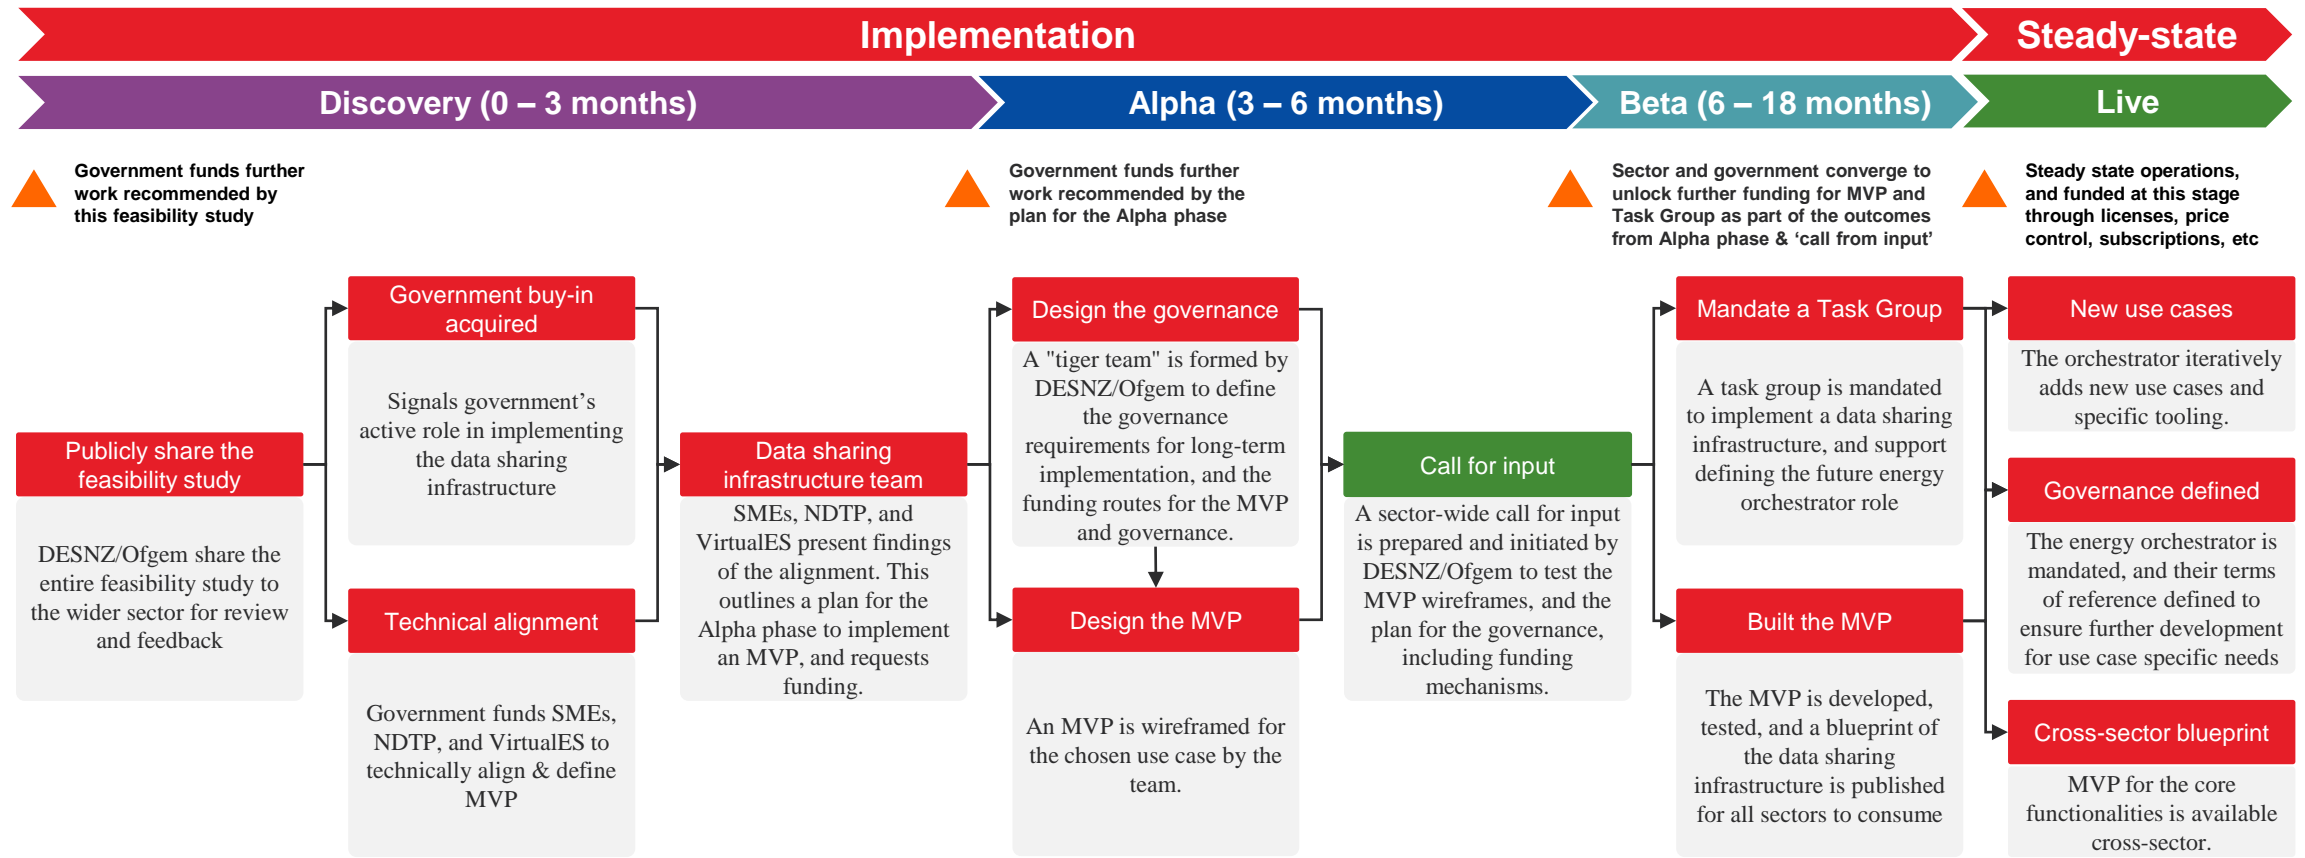 Implementation
Steady-state
Discovery (0 – 3 months)
Alpha (3 – 6 months)
Beta (6 – 18 months)
Live
Government funds further
work recommended by
this feasibility study
Government funds further
work recommended by the
plan for the Alpha phase
Sector and government converge to
unlock further funding for MVP and
Task Group as part of the outcomes
from Alpha phase & ‘call from input’
Steady state operations,
and funded at this stage
through licenses, price
control, subscriptions, etc
Publicly share the
feasibility study
DESNZ/Ofgem share the
entire feasibility study to
the wider sector for review
and feedback
Government buy-in
acquired
Signals government’s
active role in implementing
the data sharing
infrastructure
Technical alignment
Government funds SMEs,
NDTP, and VirtualES to
technically align & define
MVP
Data sharing
infrastructure team
SMEs, NDTP, and
VirtualES present findings
of the alignment. This
outlines a plan for the
Alpha phase to implement
an MVP, and requests
funding.
Design the governance
A "tiger team" is formed by
DESNZ/Ofgem to define
the governance
requirements for long-term
implementation, and the
funding routes for the MVP
and governance.
Design the MVP
An MVP is wireframed for
the chosen use case by the
team.
Call for input
A sector-wide call for input
is prepared and initiated by
DESNZ/Ofgem to test the
MVP wireframes, and the
plan for the governance,
including funding
mechanisms.
Mandate a Task Group
A task group is mandated
to implement a data sharing
infrastructure, and support
defining the future energy
orchestrator role
Built the MVP
The MVP is developed,
tested, and a blueprint of
the data sharing
infrastructure is published
for all sectors to consume
New use cases
The orchestrator iteratively
adds new use cases and
specific tooling.
Governance defined
The energy orchestrator is
mandated, and their terms
of reference defined to
ensure further development
for use case specific needs
Cross-sector blueprint
MVP for the core
functionalities is available
cross-sector.